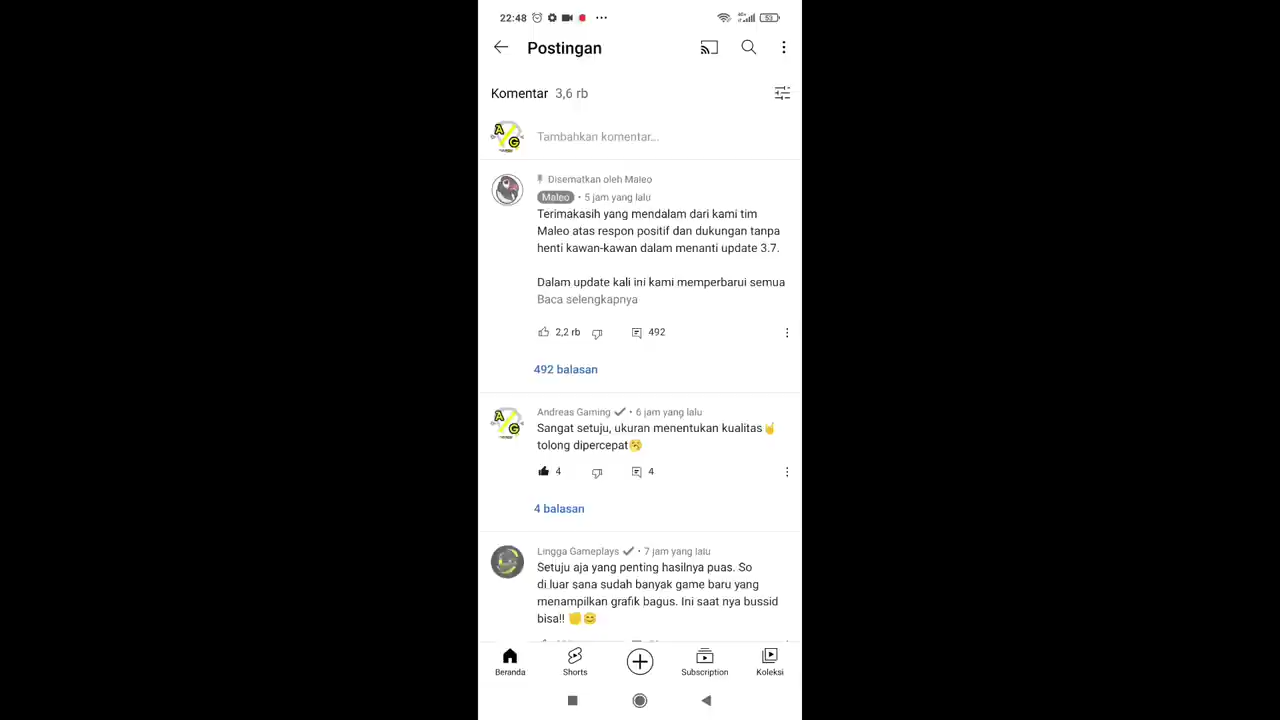 22:48
53
Postingan
Komentar 3,6 rb
Tambahkan komentar...
Disematkan oleh Maleo
Maleo • 5 jam yang lalu
Terimakasih yang mendalam dari kami tim
Maleo atas respon positif dan dukungan tanpa
henti kawan-kawan dalam menanti update 3.7.
Dalam update kali ini kami memperbarui semua
Baca selengkapnya
2,2 rb 492
492 balasan
Andreas Gaming • 6 jam yang lalu
Sangat setuju, ukuran menentukan kualitas🤘
tolong dipercepat🥱
4 4
4 balasan
Lingga Gameplays • 7 jam yang lalu
Setuju aja yang penting hasilnya puas. So
di luar sana sudah banyak game baru yang
menampilkan grafik bagus. Ini saat nya bussid
bisa!! ✊😊
Beranda Shorts Subscription Koleksi